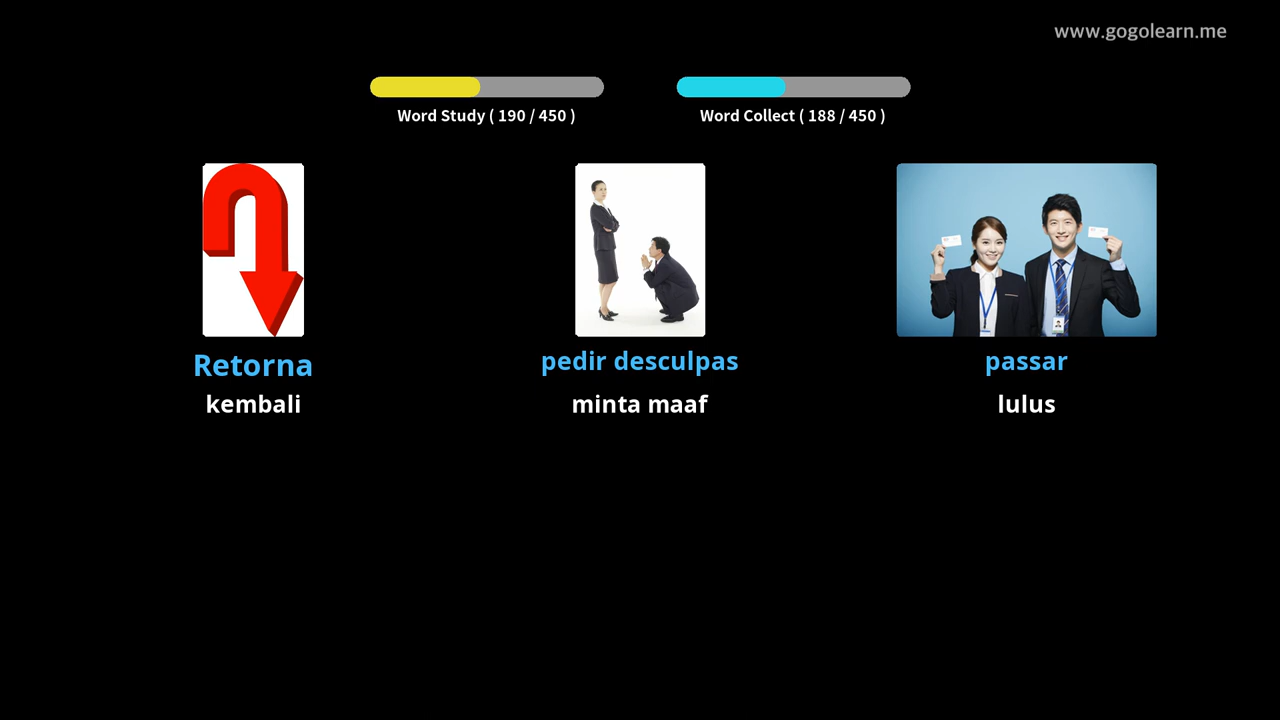 www.gogolearn.me
Word Study ( 190 / 450 )
Word Collect ( 188 / 450 )
Retorna
kembali
pedir desculpas
minta maaf
passar
lulus